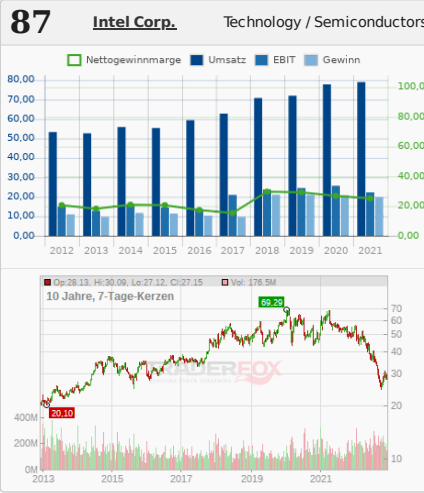 87 Intel Corp. Technology / Semiconductors
Nettogewinnmarge Umsatz EBIT Gewinn
80,00 100,0
70,00
60,00 80,00
50,00 60,00
40,00
30,00 40,00
20,00 20,00
10,00
0,00 0,00
2012 2013 2014 2015 2016 2017 2018 2019 2020 2021
Op:28.13, Hi:30.09, Lo:27.12, Cl:27.15 Vol: 176.5M
10 Jahre, 7-Tage-Kerzen
69,29
70
60
50
40
TRADERFOX
30
20,10
20
400M
200M
10
0M
2013 2015 2017 2019 2021